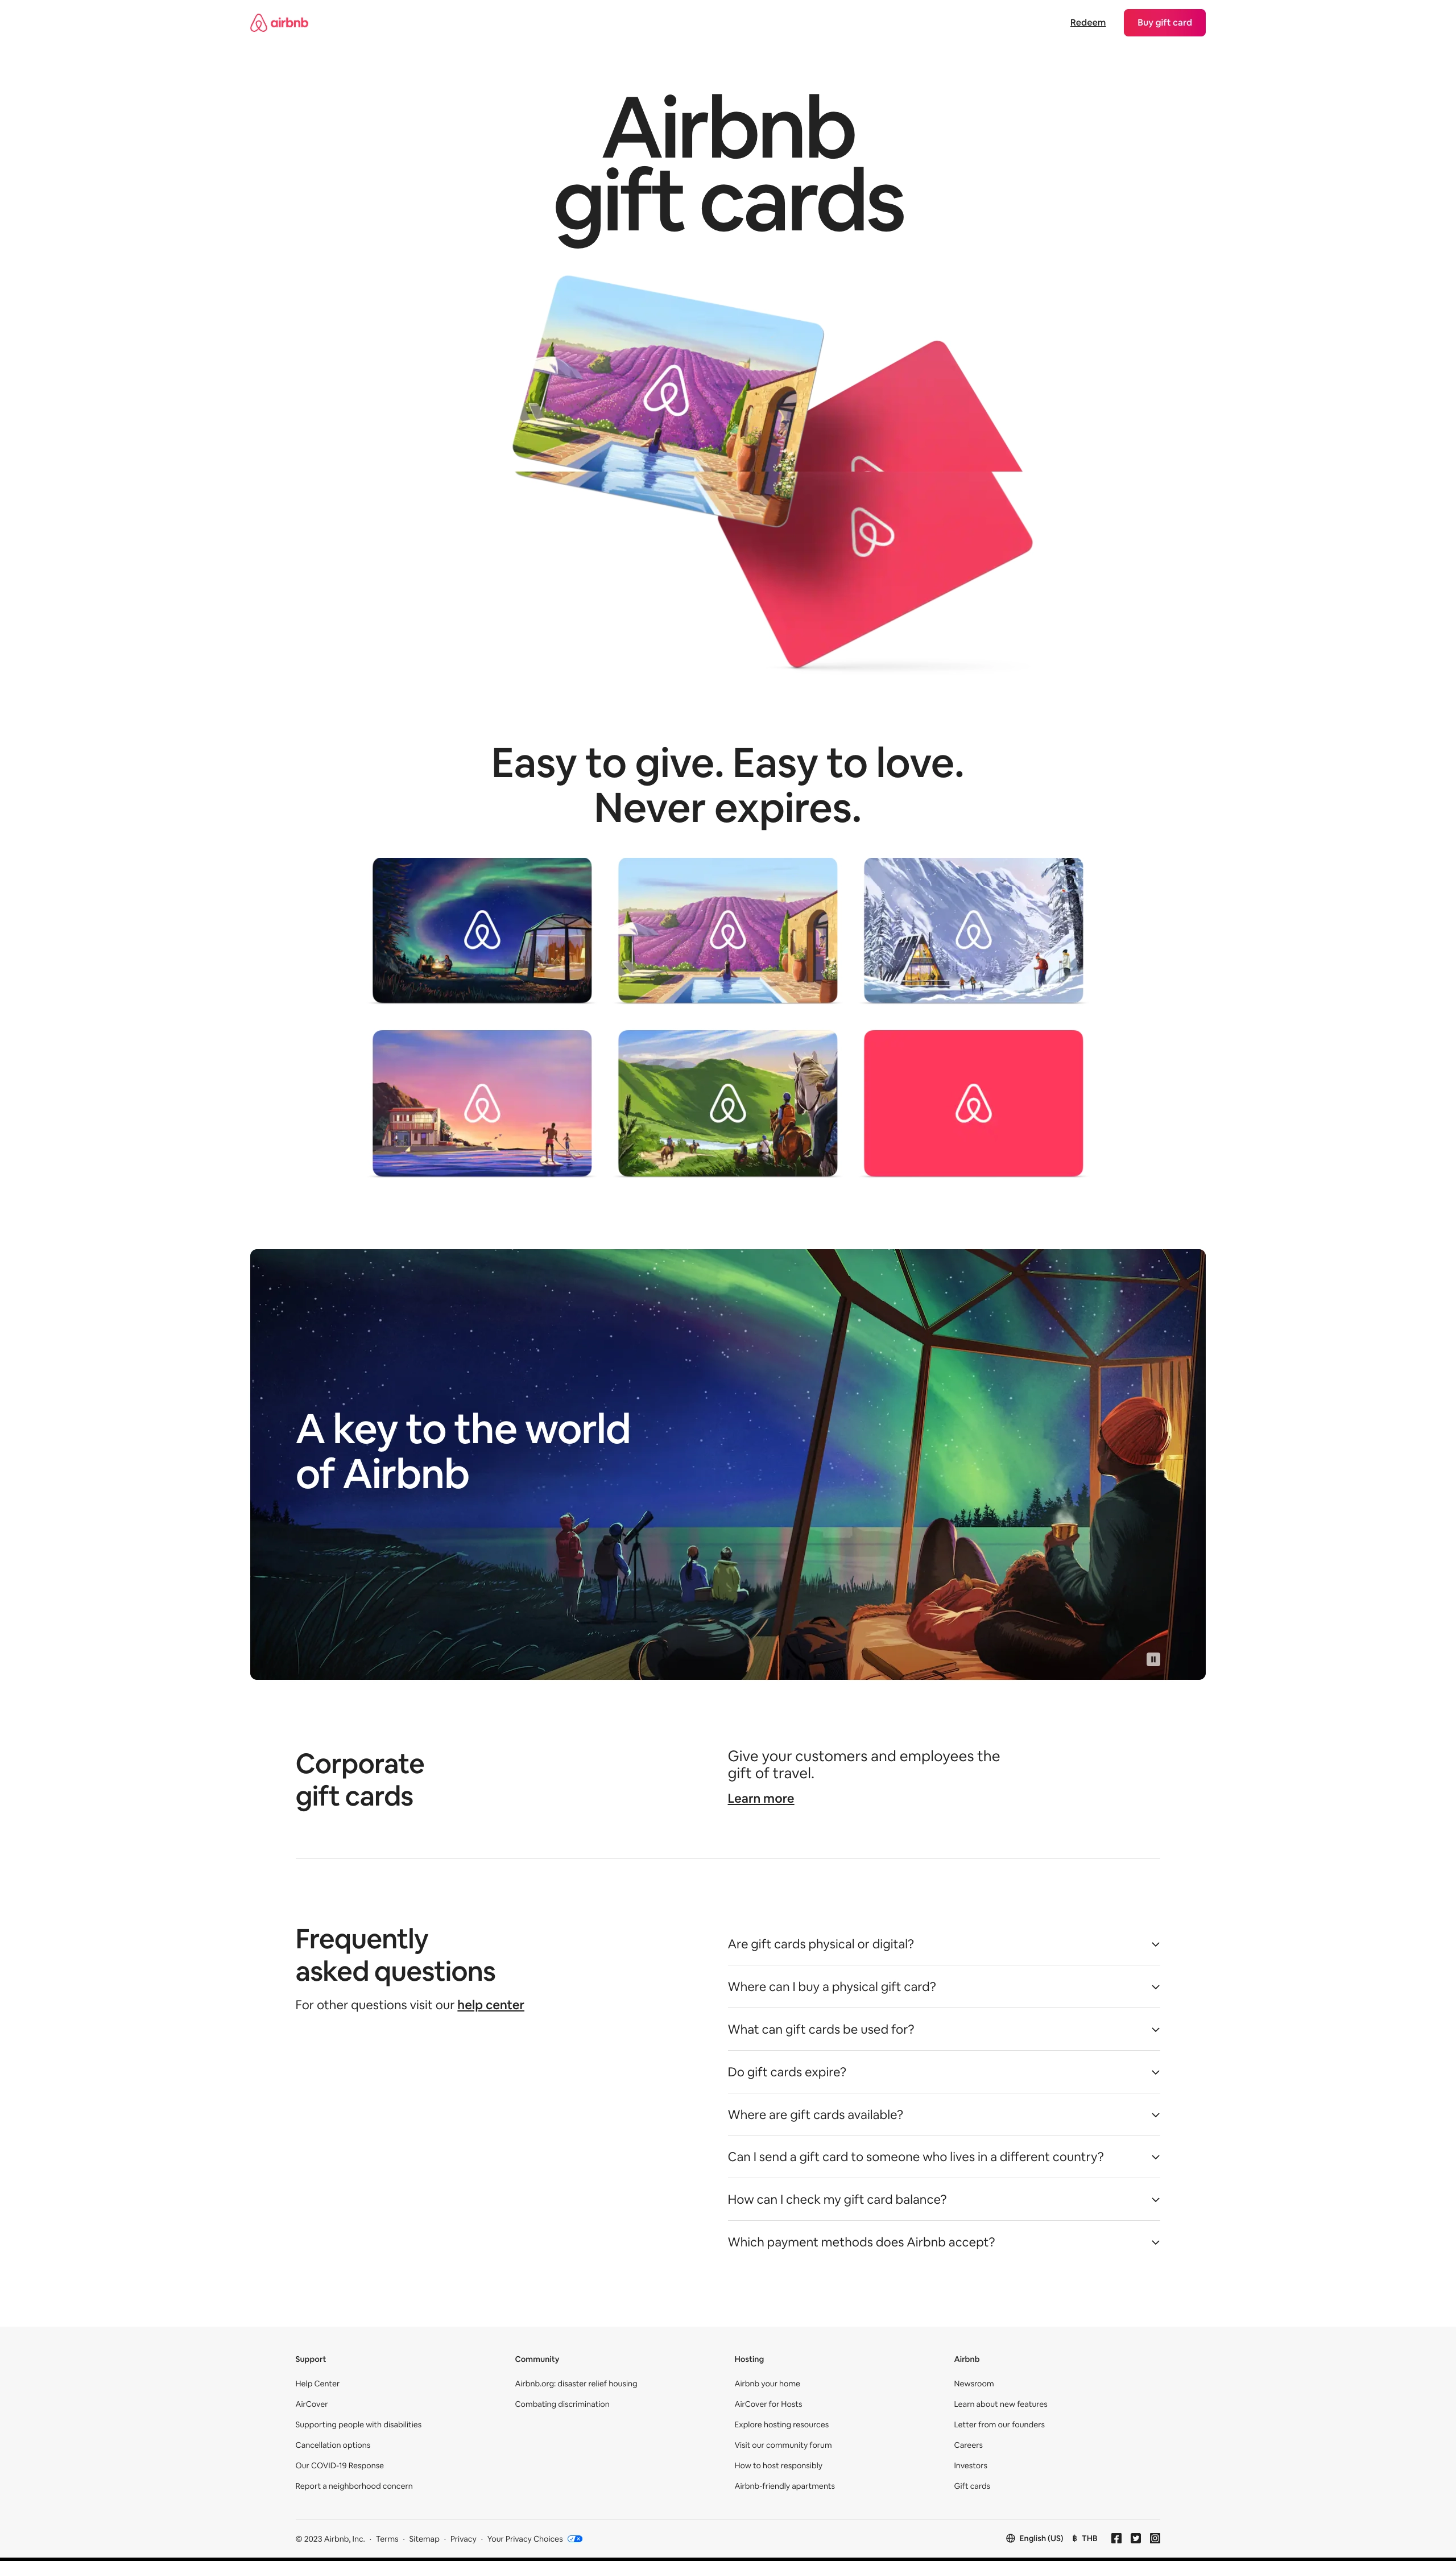 airbnb
Redeem
Buy gift card
Airbnb
gift cards
Easy to give. Easy to love.
Never expires.
A key to the world
of Airbnb
Corporate
gift cards
Give your customers and employees the
gift of travel.
Learn more
Frequently
asked questions
For other questions visit our help center
Are gift cards physical or digital?
Where can I buy a physical gift card?
What can gift cards be used for?
Do gift cards expire?
Where are gift cards available?
Can I send a gift card to someone who lives in a different country?
How can I check my gift card balance?
Which payment methods does Airbnb accept?
Support
Help Center
AirCover
Supporting people with disabilities
Cancellation options
Our COVID-19 Response
Report a neighborhood concern
Community
Airbnb.org: disaster relief housing
Combating discrimination
Hosting
Airbnb your home
AirCover for Hosts
Explore hosting resources
Visit our community forum
How to host responsibly
Airbnb-friendly apartments
Airbnb
Newsroom
Learn about new features
Letter from our founders
Careers
Investors
Gift cards
© 2023 Airbnb, Inc. · Terms · Sitemap · Privacy · Your Privacy Choices
English (US) ฿ THB